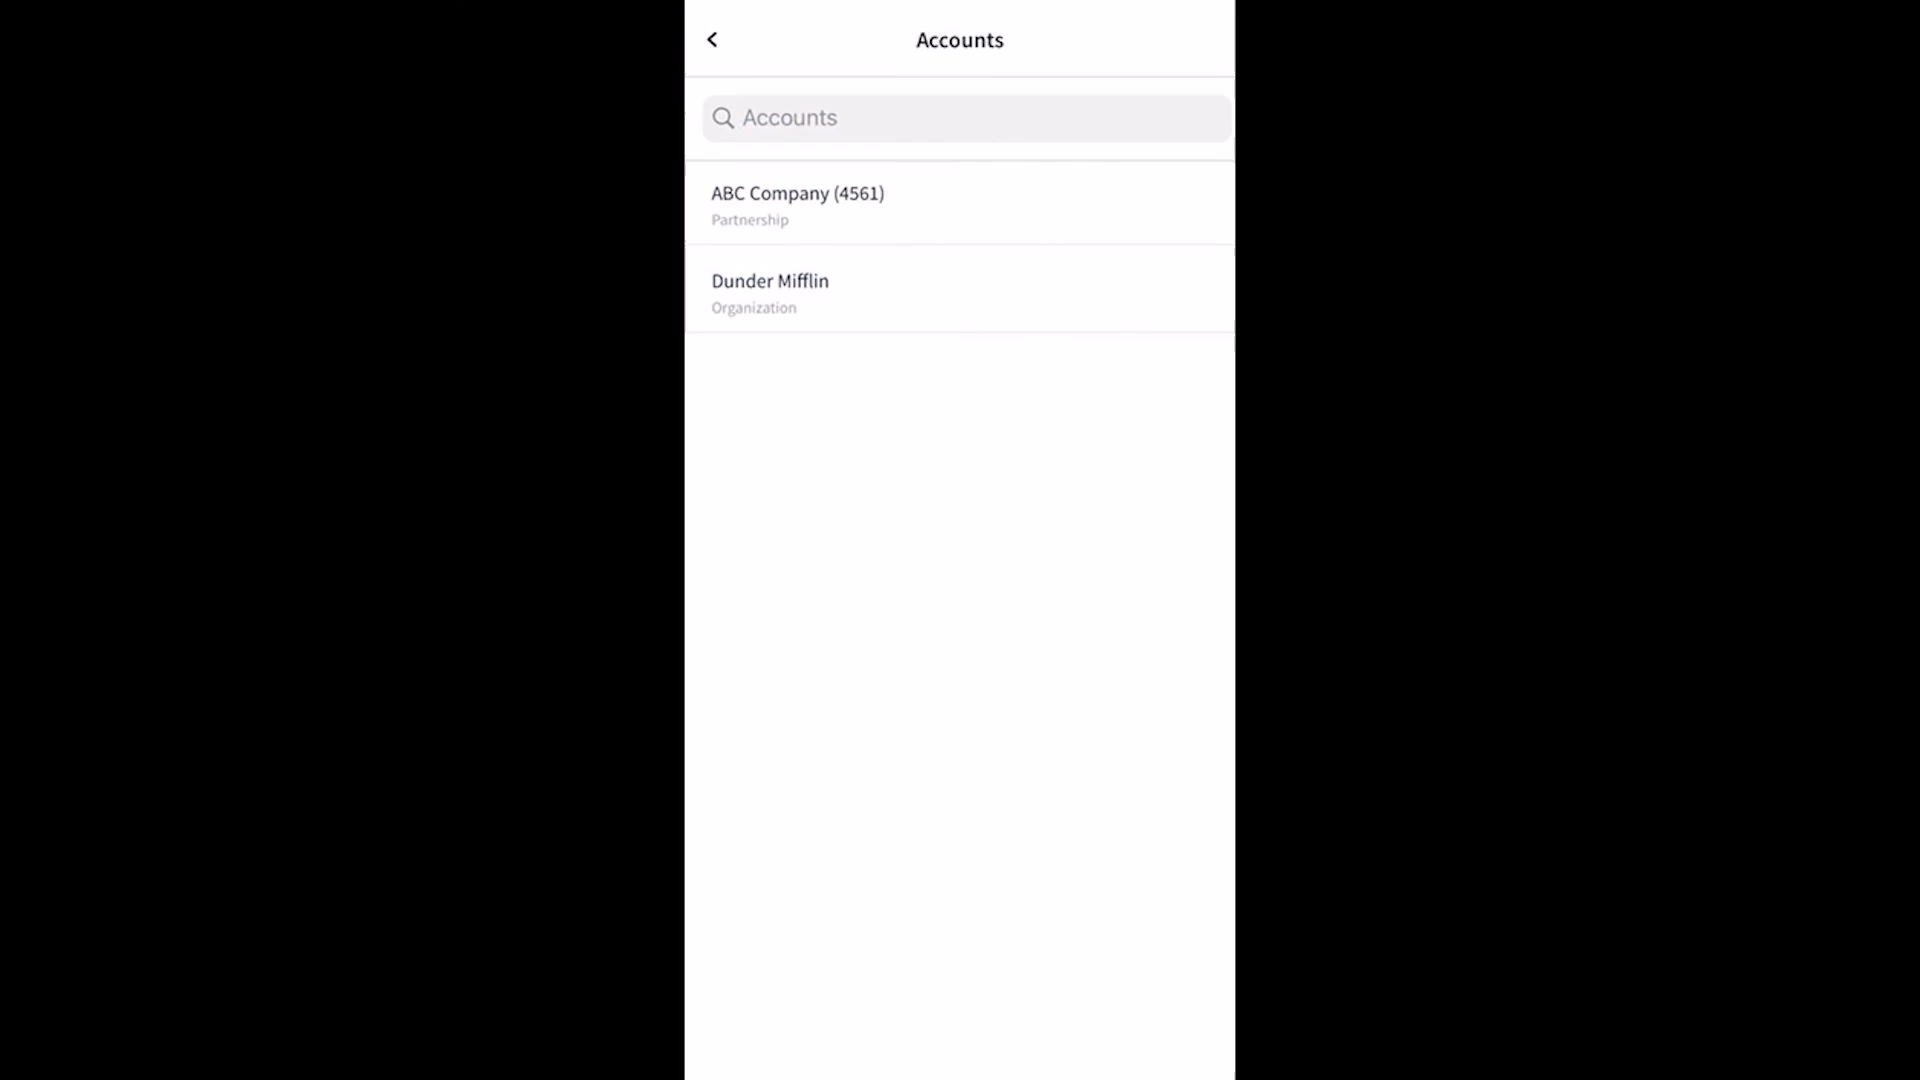 Accounts
Accounts
ABC Company (4561)
Partnership
Dunder Mifflin
Organization